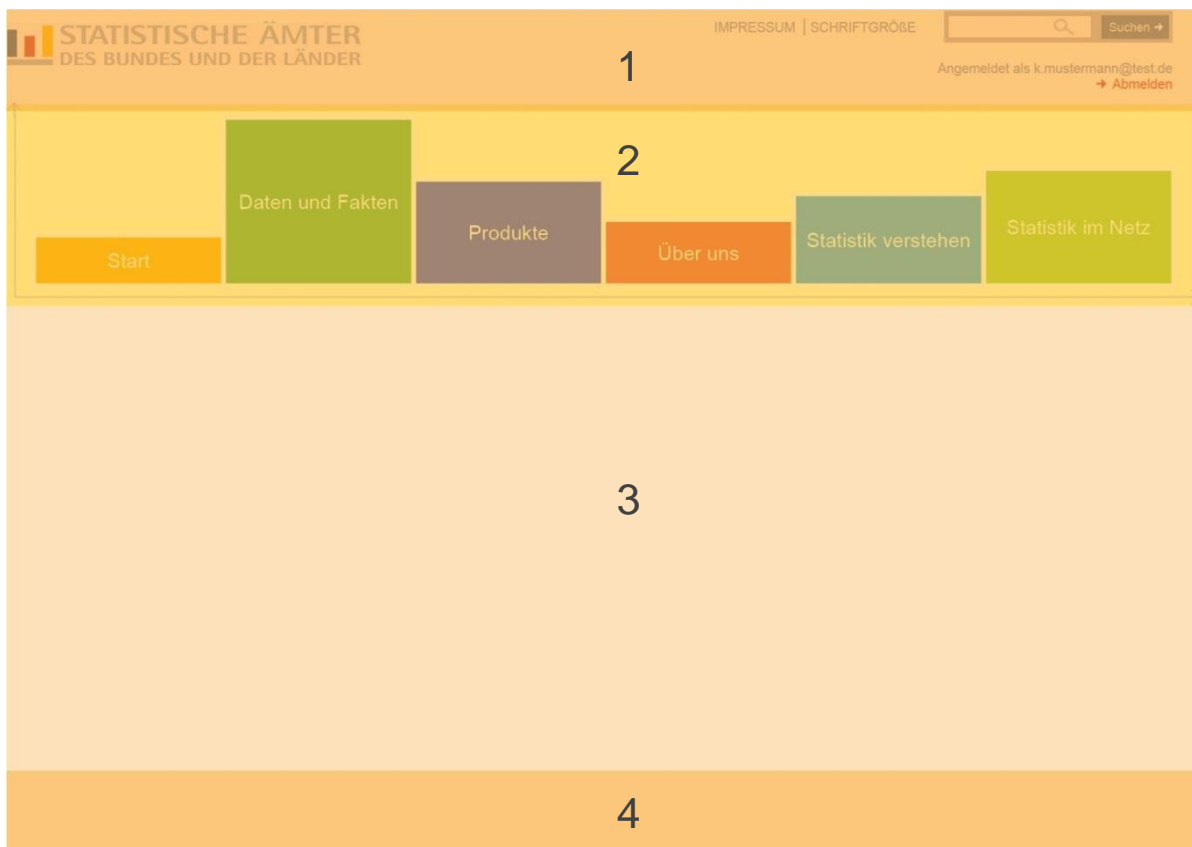 STATISTISCHE ÄMTER
DES BUNDES UND DER LÄNDER
IMPRESSUM | SCHRIFTGRÖßE
Suchen →
Angemeldet als k.mustermann@test.de
→ Abmelden
1
2
Start
Daten und Fakten
Produkte
Über uns
Statistik verstehen
Statistik im Netz
3
4